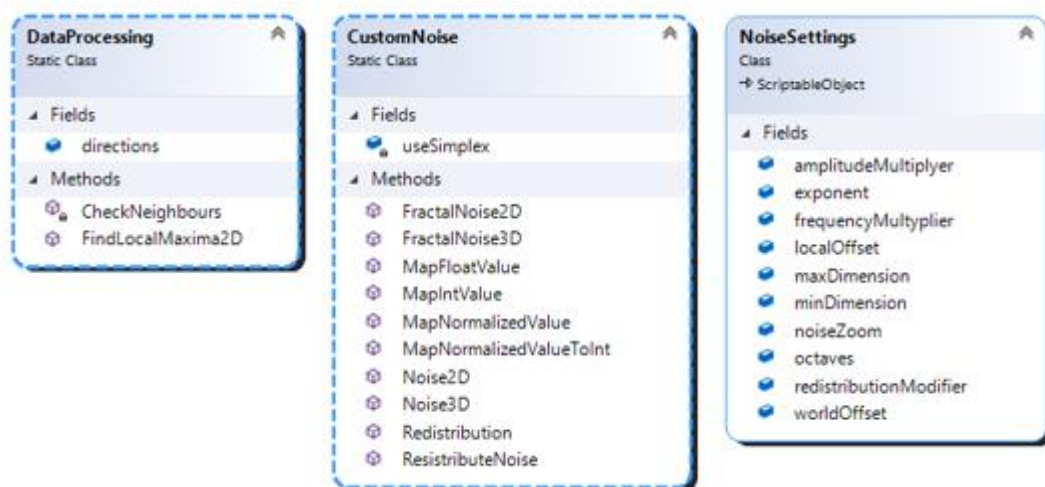 DataProcessing
Static Class
Fields
directions
Methods
CheckNeighbours
FindLocalMaxima2D
CustomNoise
Static Class
Fields
useSimplex
Methods
FractalNoise2D
FractalNoise3D
MapFloatValue
MapIntValue
MapNormalizedValue
MapNormalizedValueToInt
Noise2D
Noise3D
Redistribution
ResistributeNoise
NoiseSettings
Class
ScriptableObject
Fields
amplitudeMultiplyer
exponent
frequencyMultyplier
localOffset
maxDimension
minDimension
noiseZoom
octaves
redistributionModifier
worldOffset